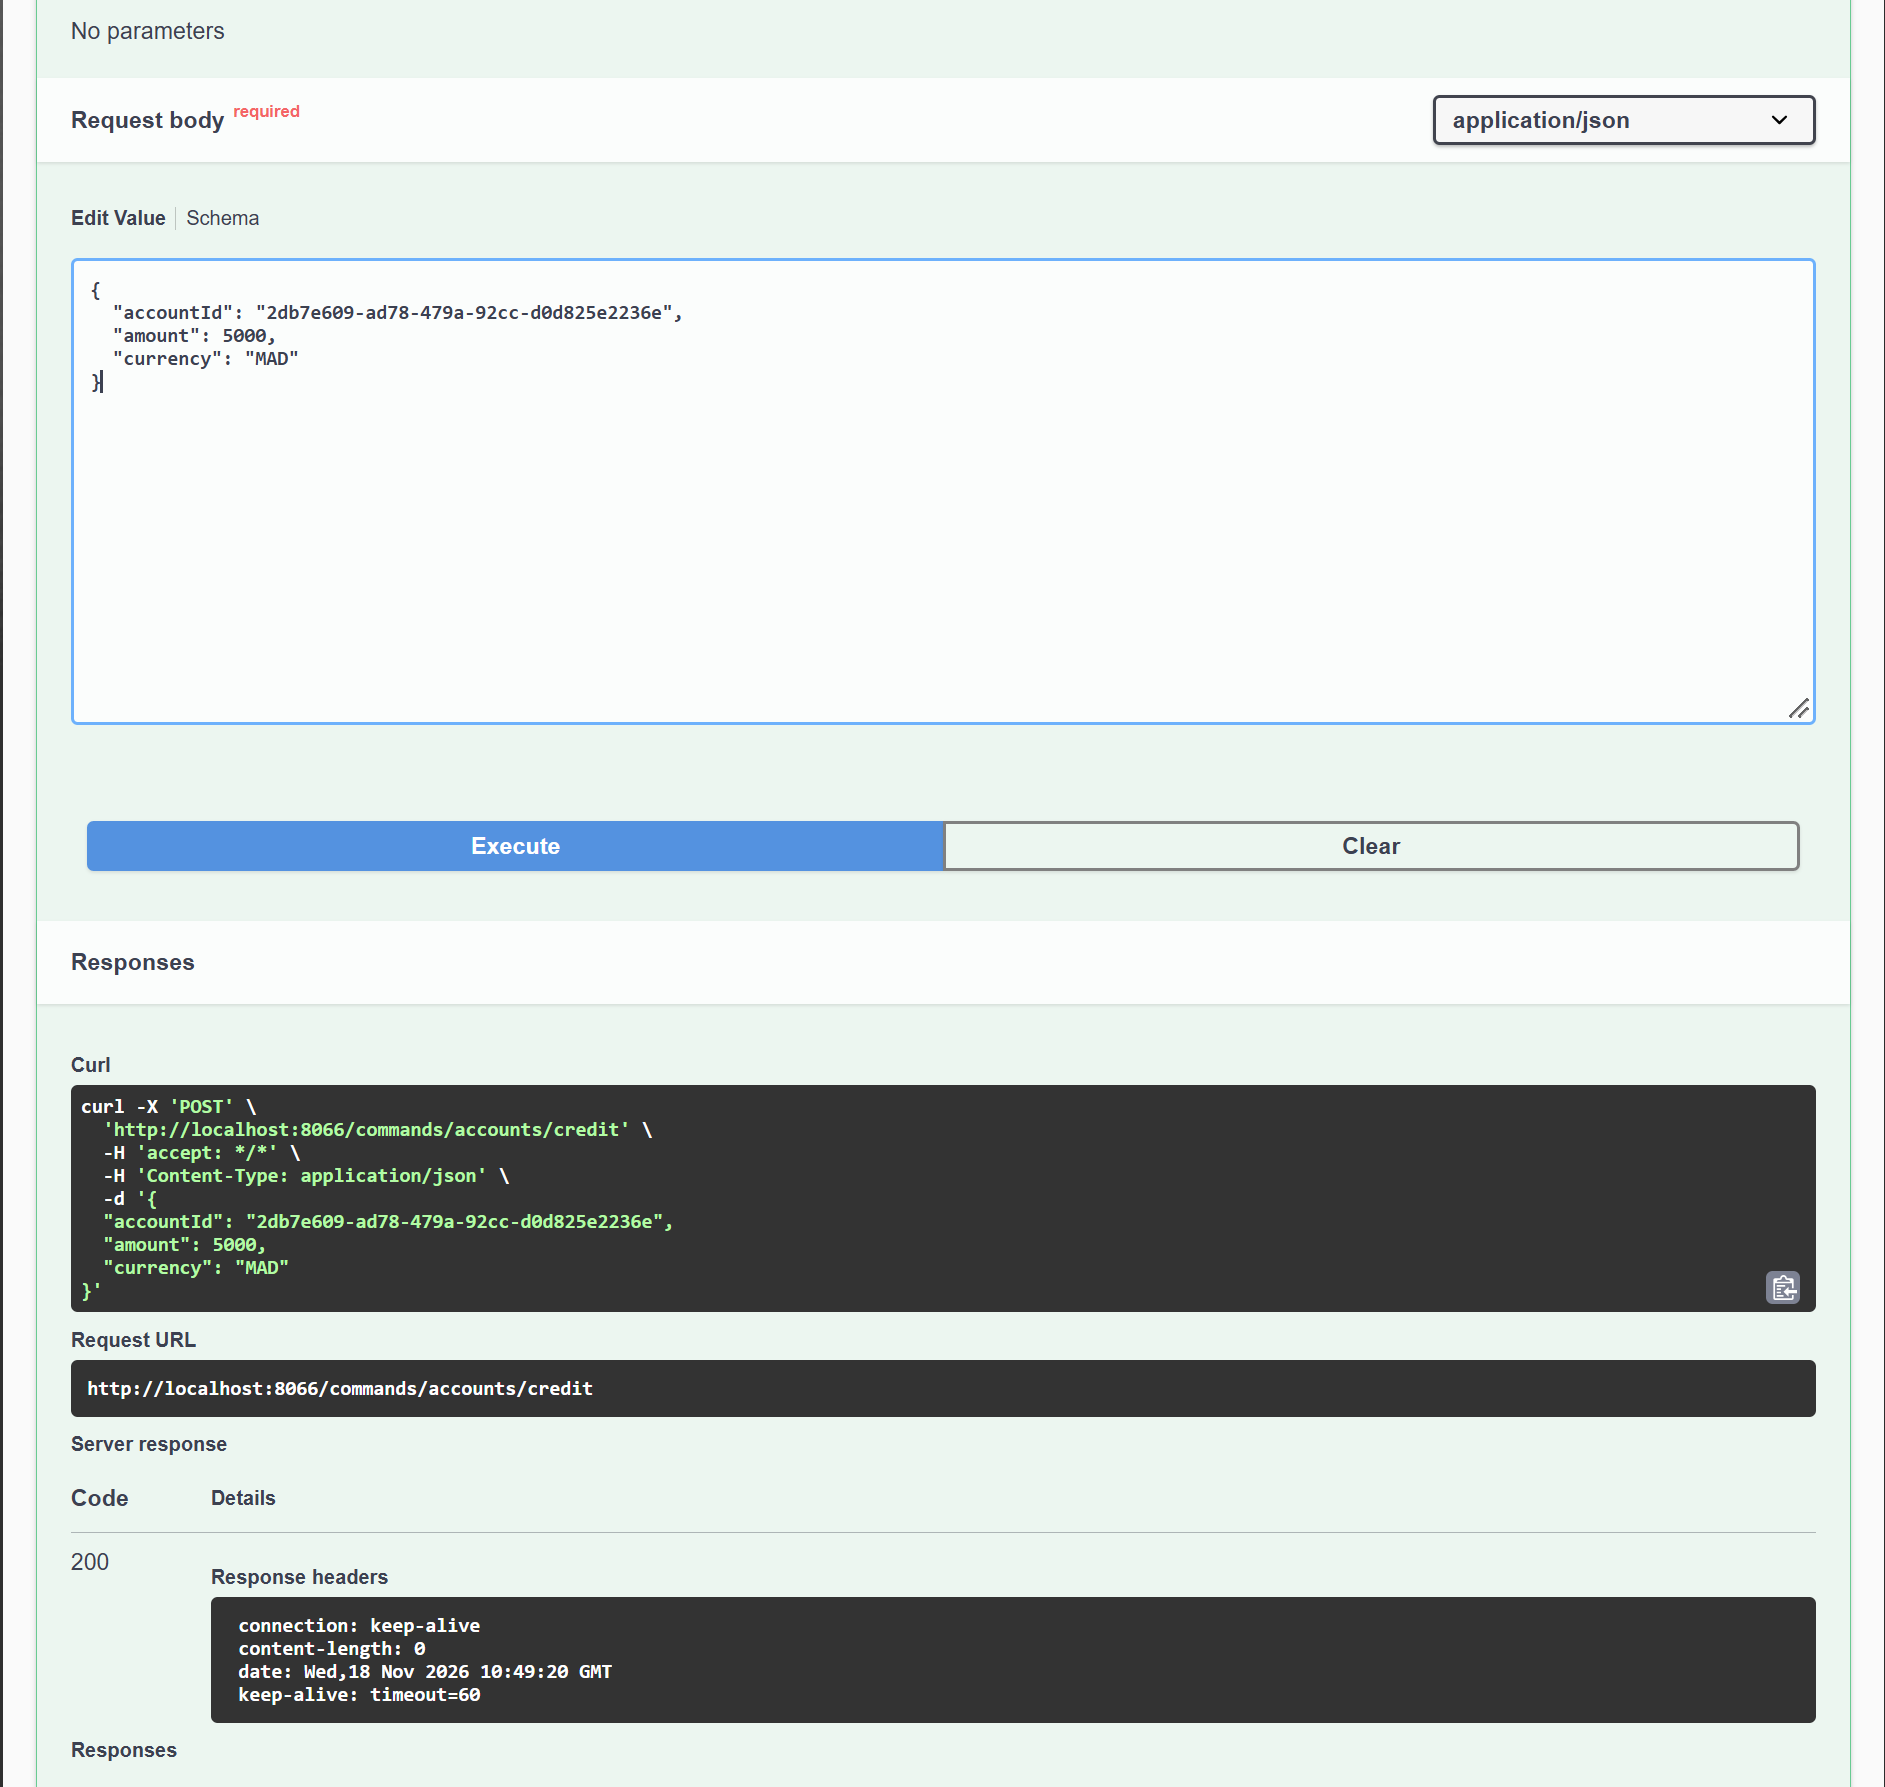 No parameters
Request body required
application/json
Edit Value Schema
{
  "accountId": "2db7e609-ad78-479a-92cc-d0d825e2236e",
  "amount": 5000,
  "currency": "MAD"
}
Execute Clear
Responses
Curl
curl -X 'POST' \
  'http://localhost:8066/commands/accounts/credit' \
  -H 'accept: */*' \
  -H 'Content-Type: application/json' \
  -d '{
  "accountId": "2db7e609-ad78-479a-92cc-d0d825e2236e",
  "amount": 5000,
  "currency": "MAD"
}'
Request URL
http://localhost:8066/commands/accounts/credit
Server response
Code Details
200
Response headers
connection: keep-alive
content-length: 0
date: Wed,18 Nov 2026 10:49:20 GMT
keep-alive: timeout=60
Responses